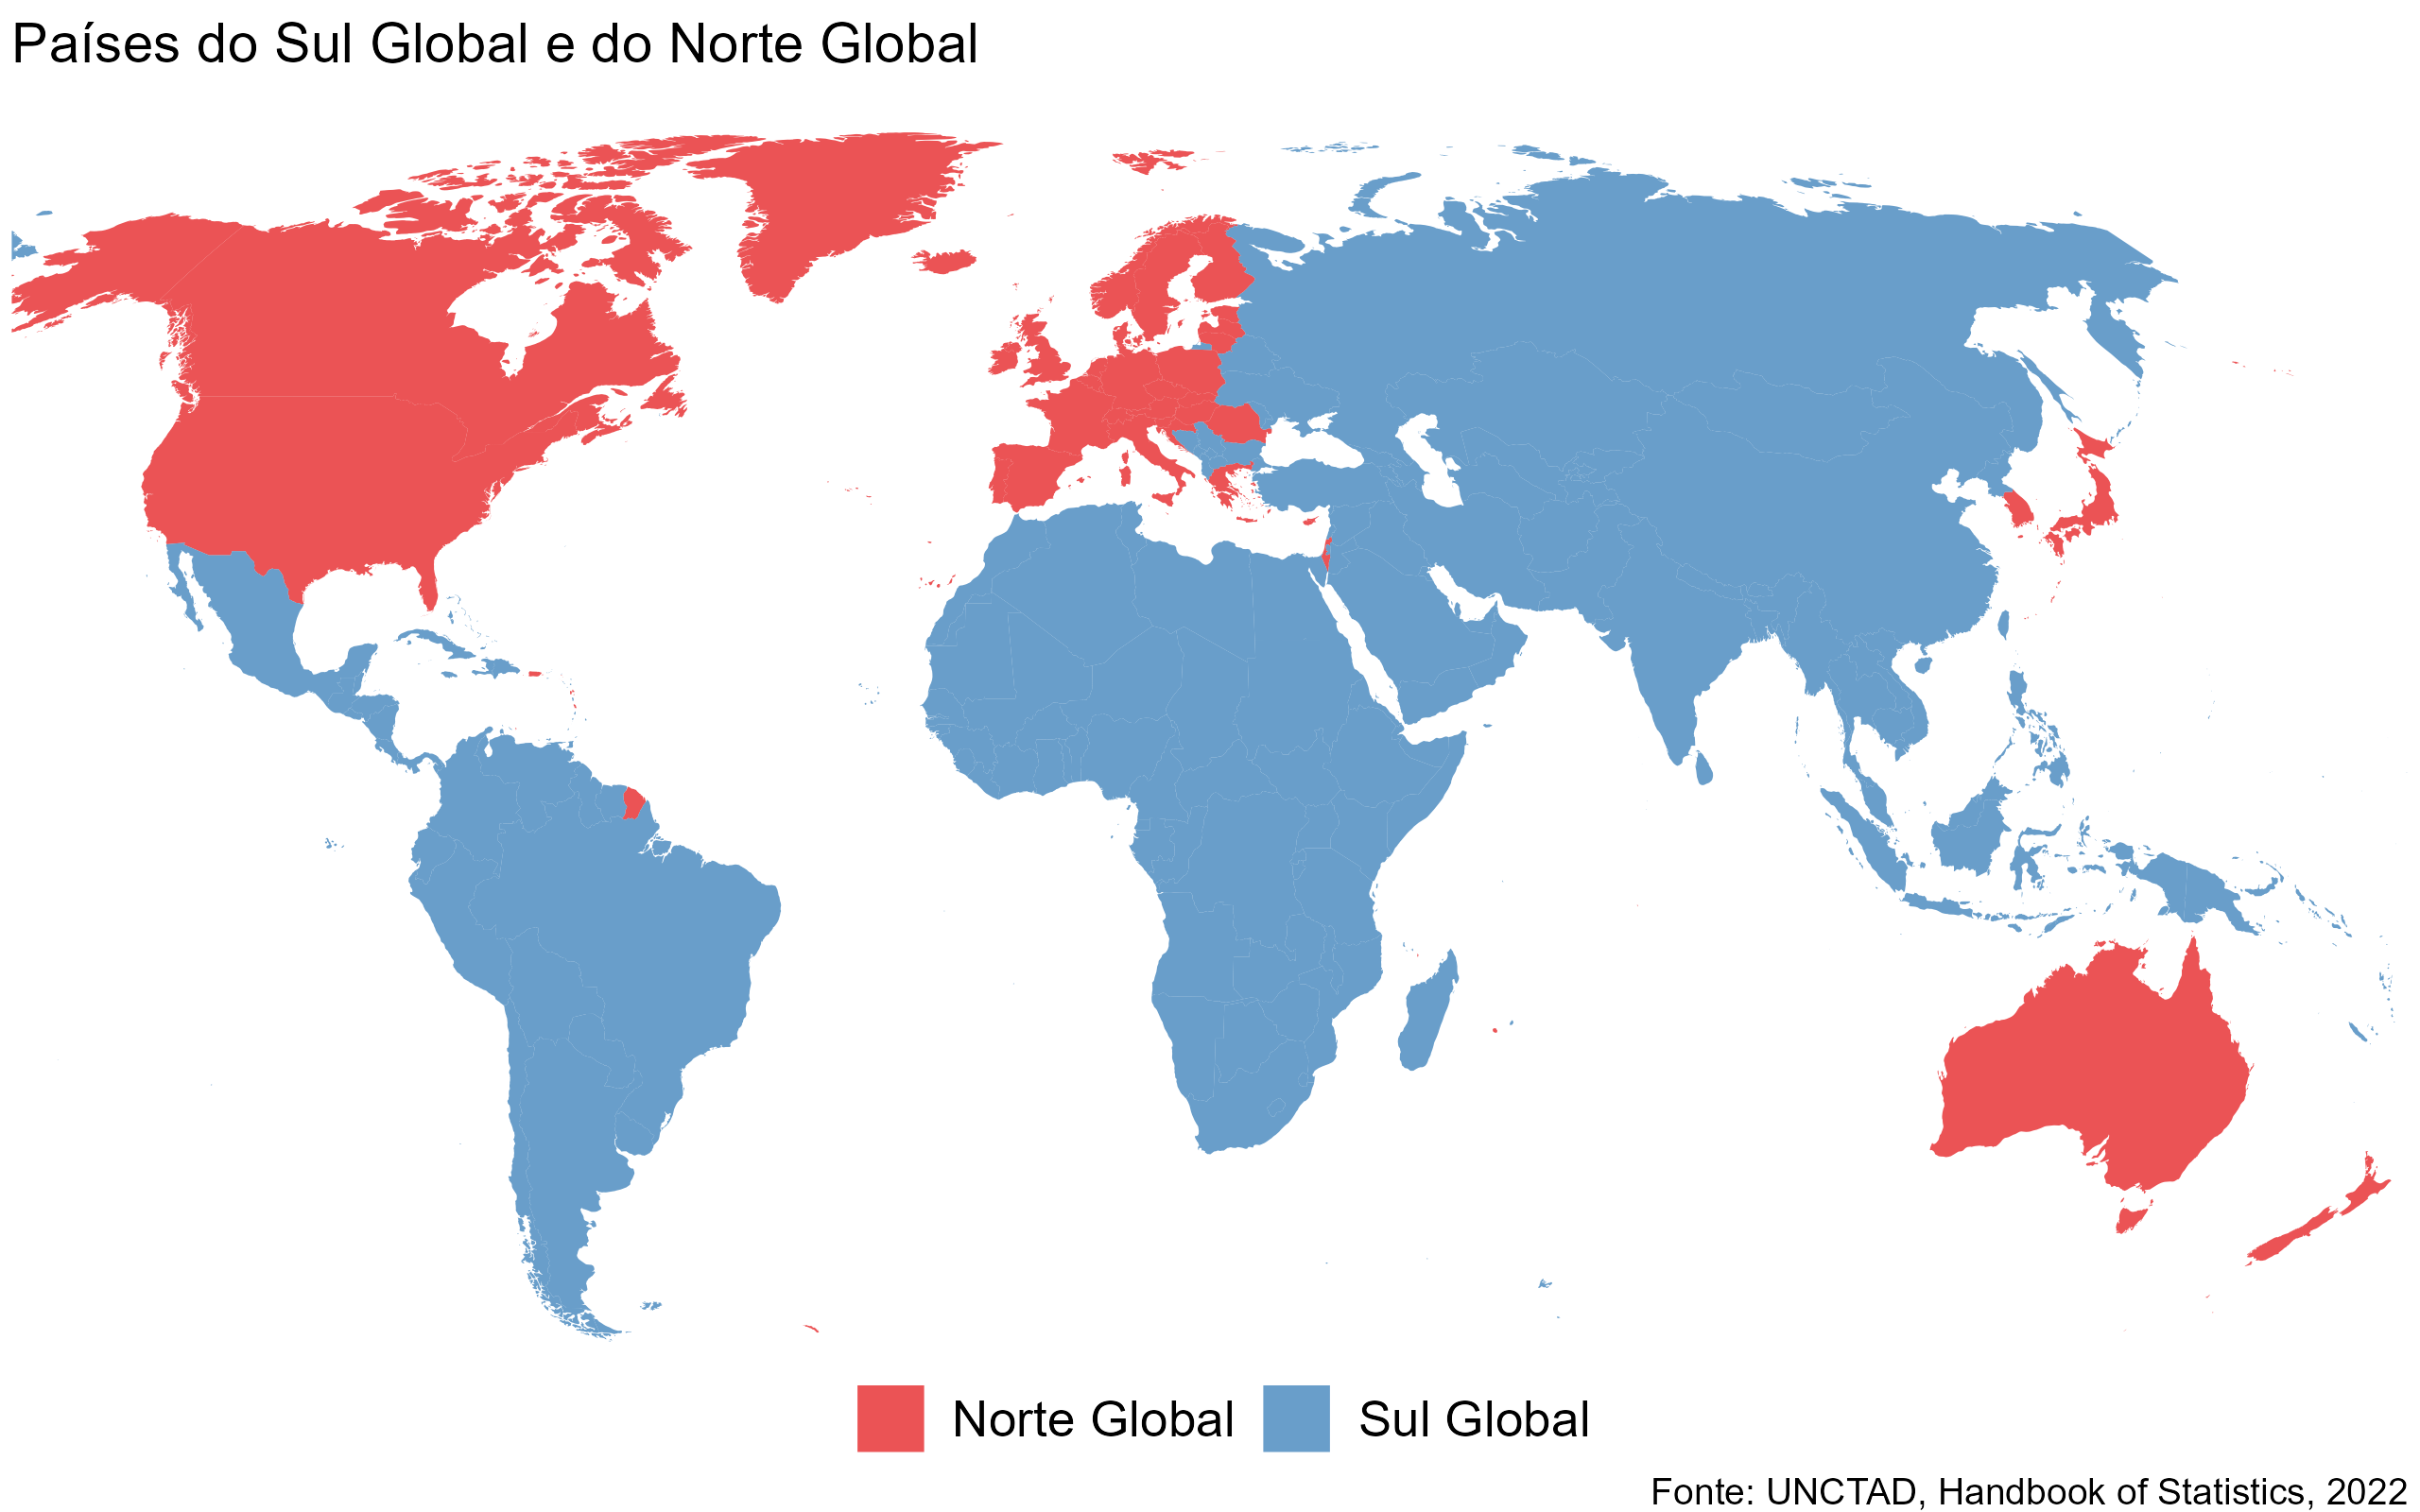 Países do Sul Global e do Norte Global
Norte Global
Sul Global
Fonte: UNCTAD, Handbook of Statistics, 2022